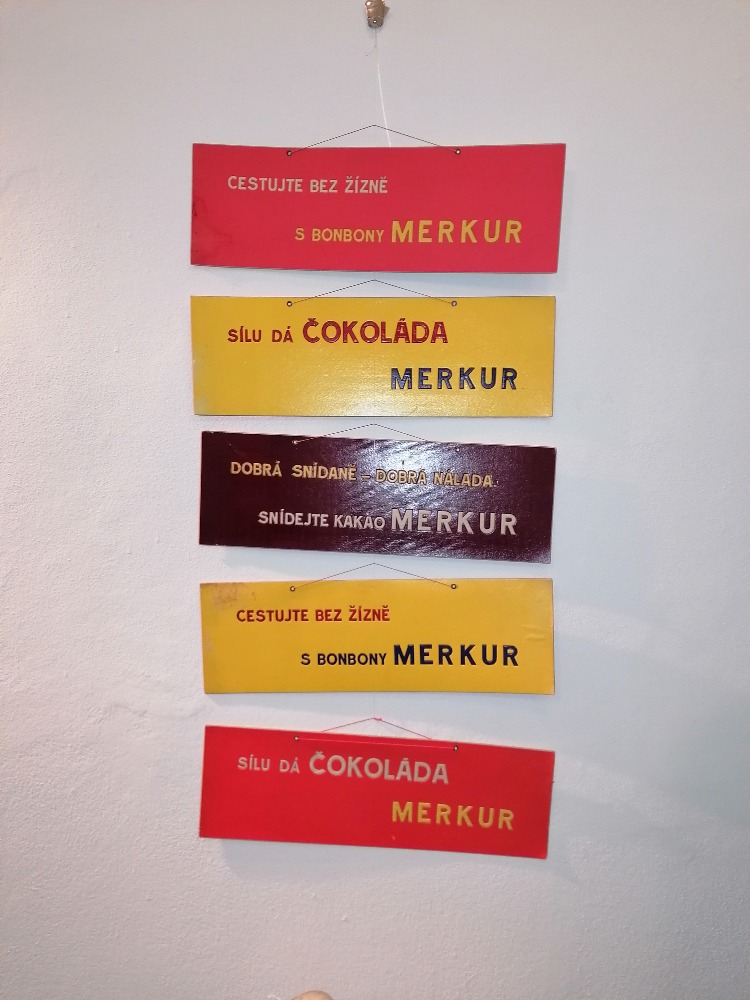 CESTUJTE BEZ ŽÍZNĚ
S BONBONY MERKUR
SÍLU DÁ ČOKOLÁDA
MERKUR
DOBRÁ SNÍDANĚ – DOBRÁ NÁLADA.
SNÍDEJTE KAKAO MERKUR
CESTUJTE BEZ ŽÍZNĚ
S BONBONY MERKUR
SÍLU DÁ ČOKOLÁDA
MERKUR